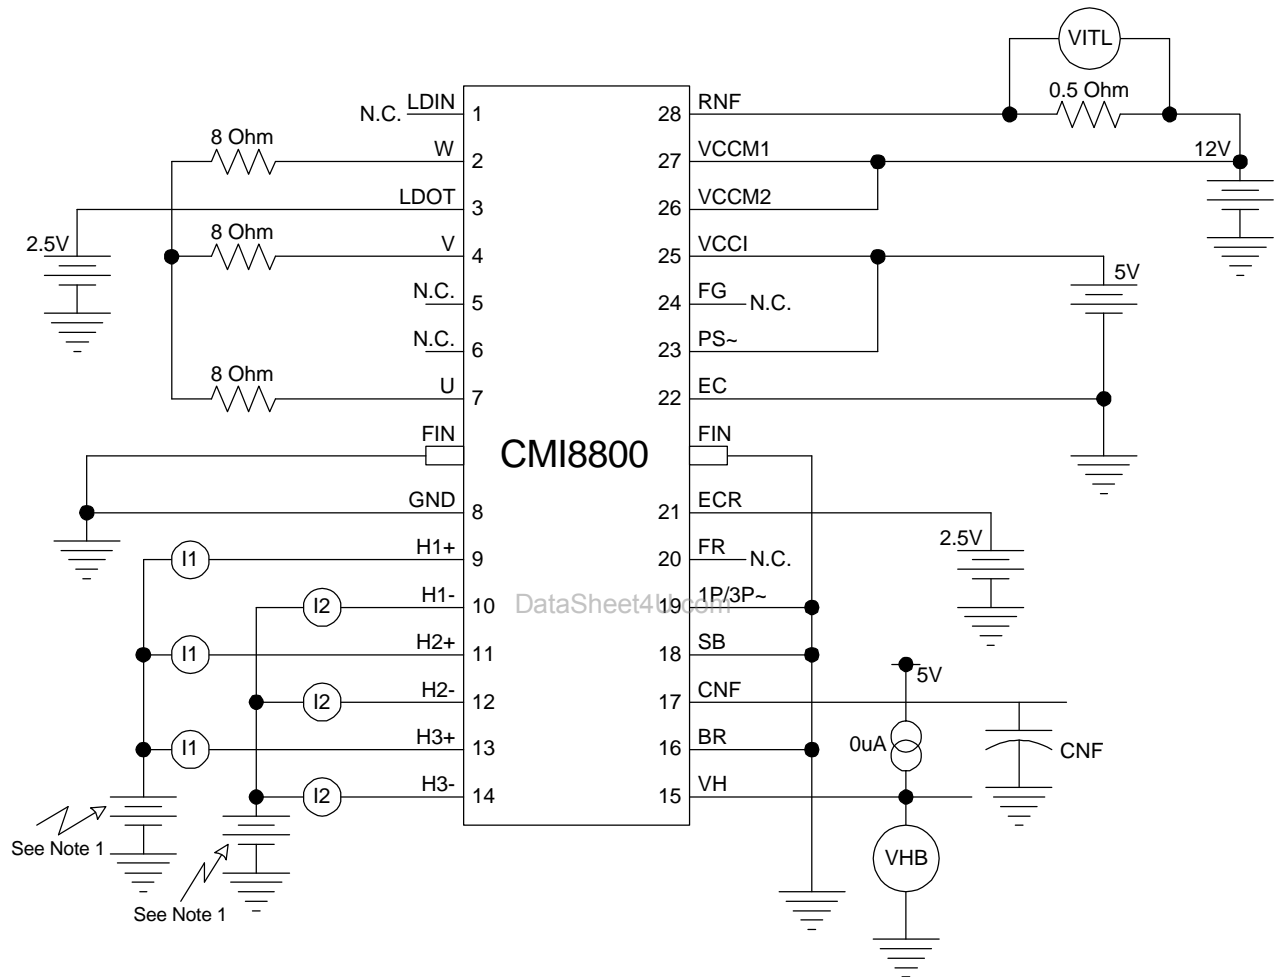 VITL
0.5 Ohm
N.C. LDIN 1
28 RNF
8 Ohm
W 2
27 VCCM1
12V
LDOT 3
26 VCCM2
2.5V
8 Ohm
V 4
25 VCCI
5V
N.C. 5
24 FG N.C.
N.C. 6
23 PS~
8 Ohm
U 7
22 EC
FIN
CMI8800
FIN
GND 8
21 ECR
2.5V
I1 H1+ 9
20 FR N.C.
I2 H1- 10
DataSheet4U.com
19 1P/3P~
I1 H2+ 11
18 SB
5V
I2 H2- 12
17 CNF
I1 H3+ 13
16 BR
0uA
CNF
I2 H3- 14
15 VH
See Note 1
VHB
See Note 1